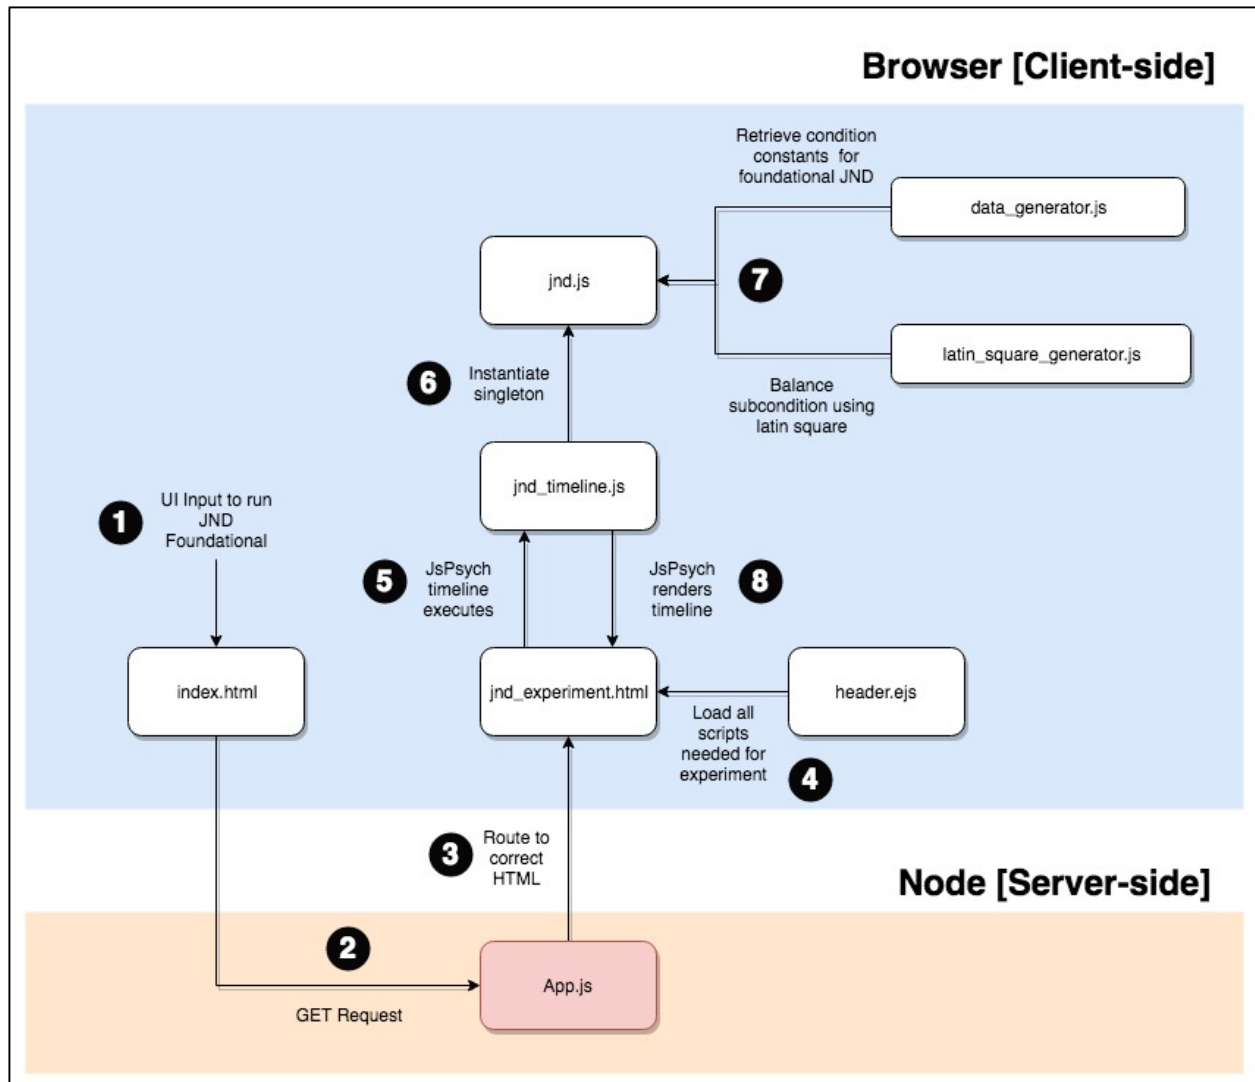 Browser [Client-side]
Retrieve condition
constants for
foundational JND
data_generator.js
jnd.js
7
latin_square_generator.js
6
Instantiate
singleton
Balance
subcondition using
latin square
jnd_timeline.js
1
UI Input to run
JND
Foundational
5
JsPsych
timeline
executes
JsPsych
renders
timeline
8
index.html
jnd_experiment.html
header.ejs
Load all
scripts
needed for
experiment
4
3
Route to
correct
HTML
Node [Server-side]
2
GET Request
App.js